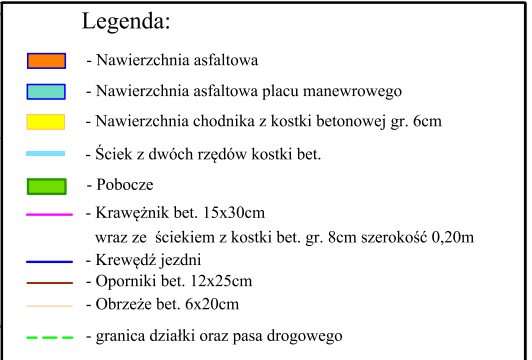 Legenda:
- Nawierzchnia asfaltowa
- Nawierzchnia asfaltowa placu manewrowego
- Nawierzchnia chodnika z kostki betonowej gr. 6cm
- Ściek z dwóch rzędów kostki bet.
- Pobocze
- Krawężnik bet. 15x30cm
wraz ze ściekiem z kostki bet. gr. 8cm szerokość 0,20m
- Krewędź jezdni
- Oporniki bet. 12x25cm
- Obrzeże bet. 6x20cm
- granica działki oraz pasa drogowego